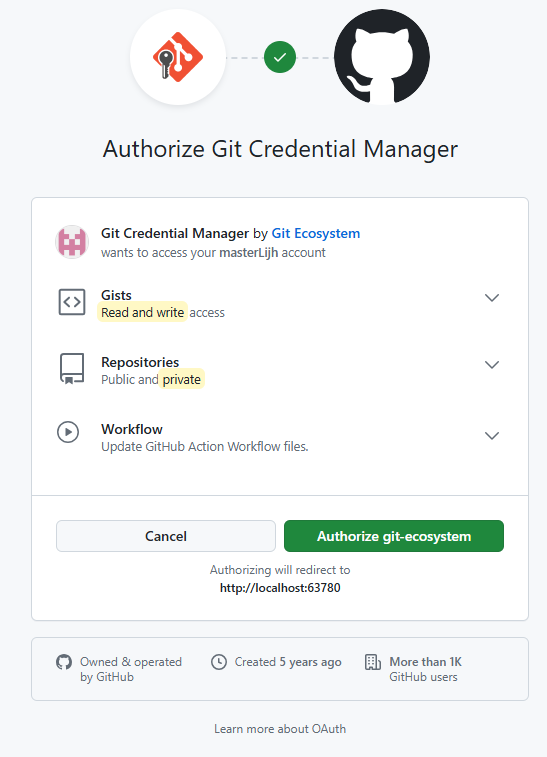 Authorize Git Credential Manager
Git Credential Manager by Git Ecosystem
wants to access your masterLijh account
Gists
Read and write access
Repositories
Public and private
Workflow
Update GitHub Action Workflow files.
Cancel
Authorize git-ecosystem
Authorizing will redirect to
http://localhost:63780
Owned & operated
by GitHub
Created 5 years ago
More than 1K
GitHub users
Learn more about OAuth